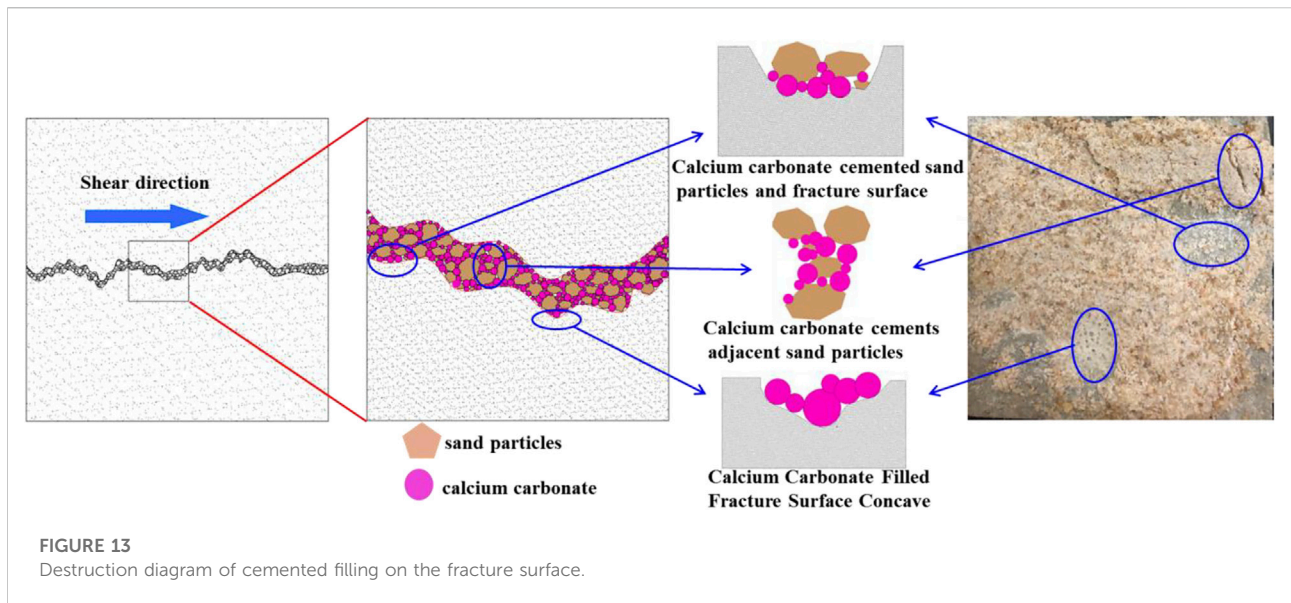 Shear direction
Calcium carbonate cemented sand
particles and fracture surface
Calcium carbonate cements
adjacent sand particles
sand particles
calcium carbonate
Calcium Carbonate Filled
Fracture Surface Concave
FIGURE 13
Destruction diagram of cemented filling on the fracture surface.